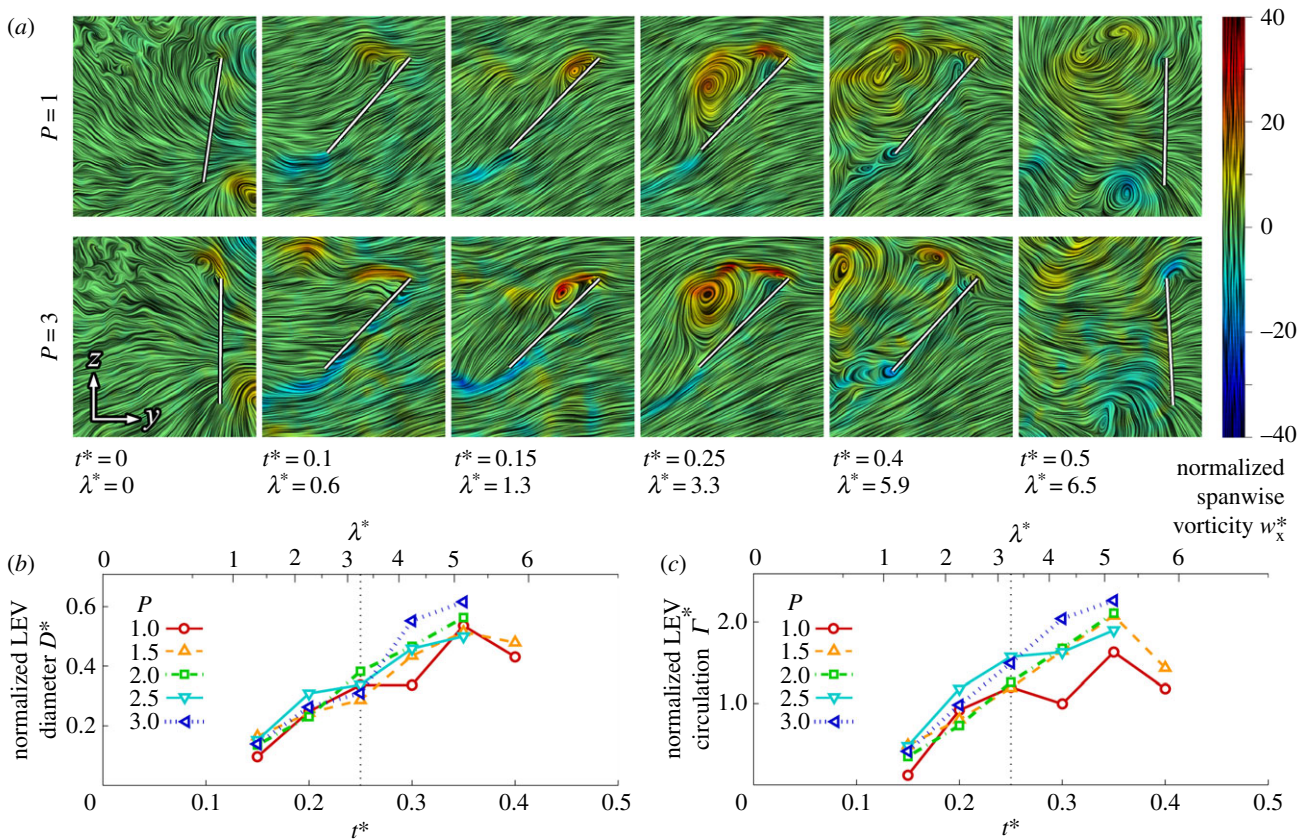 (a)
P = 1
P = 3
z
y
40
20
0
−20
−40
normalized
spanwise
vorticity w*x
t* = 0
λ* = 0
t* = 0.1
λ* = 0.6
t* = 0.15
λ* = 1.3
t* = 0.25
λ* = 3.3
t* = 0.4
λ* = 5.9
t* = 0.5
λ* = 6.5
(b)
λ*
0 1 2 3 4 5 6
normalized LEV
diameter D*
0.6
0.4
0.2
0
P
1.0
1.5
2.0
2.5
3.0
0.1 0.2 0.3 0.4 0.5
t*
(c)
λ*
0 1 2 3 4 5 6
normalized LEV
circulation Γ*
2.0
1.0
0
P
1.0
1.5
2.0
2.5
3.0
0.1 0.2 0.3 0.4 0.5
t*